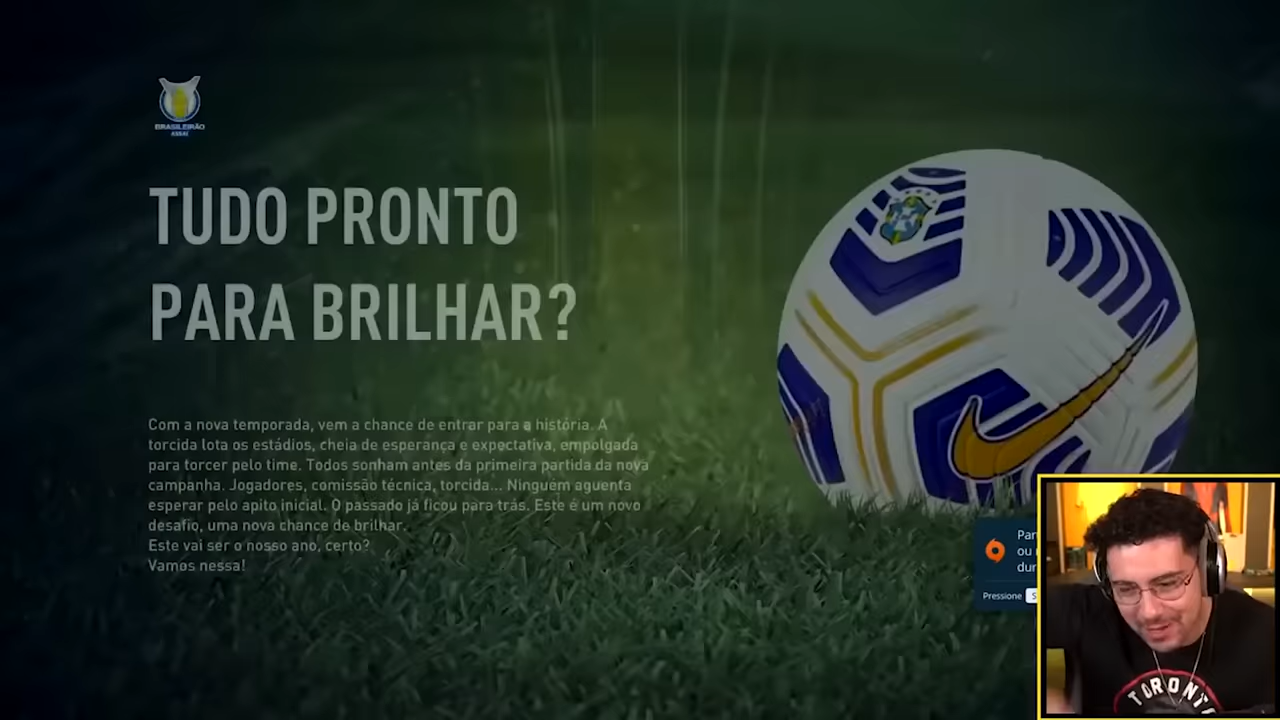 BRASILEIRÃO
ASSAÍ
TUDO PRONTO
PARA BRILHAR?
Com a nova temporada, vem a chance de entrar para a história. A
torcida lota os estádios, cheia de esperança e expectativa, empolgada
para torcer pelo time. Todos sonham antes da primeira partida da nova
campanha. Jogadores, comissão técnica, torcida... Ninguém aguenta
esperar pelo apito inicial. O passado já ficou para trás. Este é um novo
desafio, uma nova chance de brilhar.
Este vai ser o nosso ano, certo?
Vamos nessa!
ou
Pressione